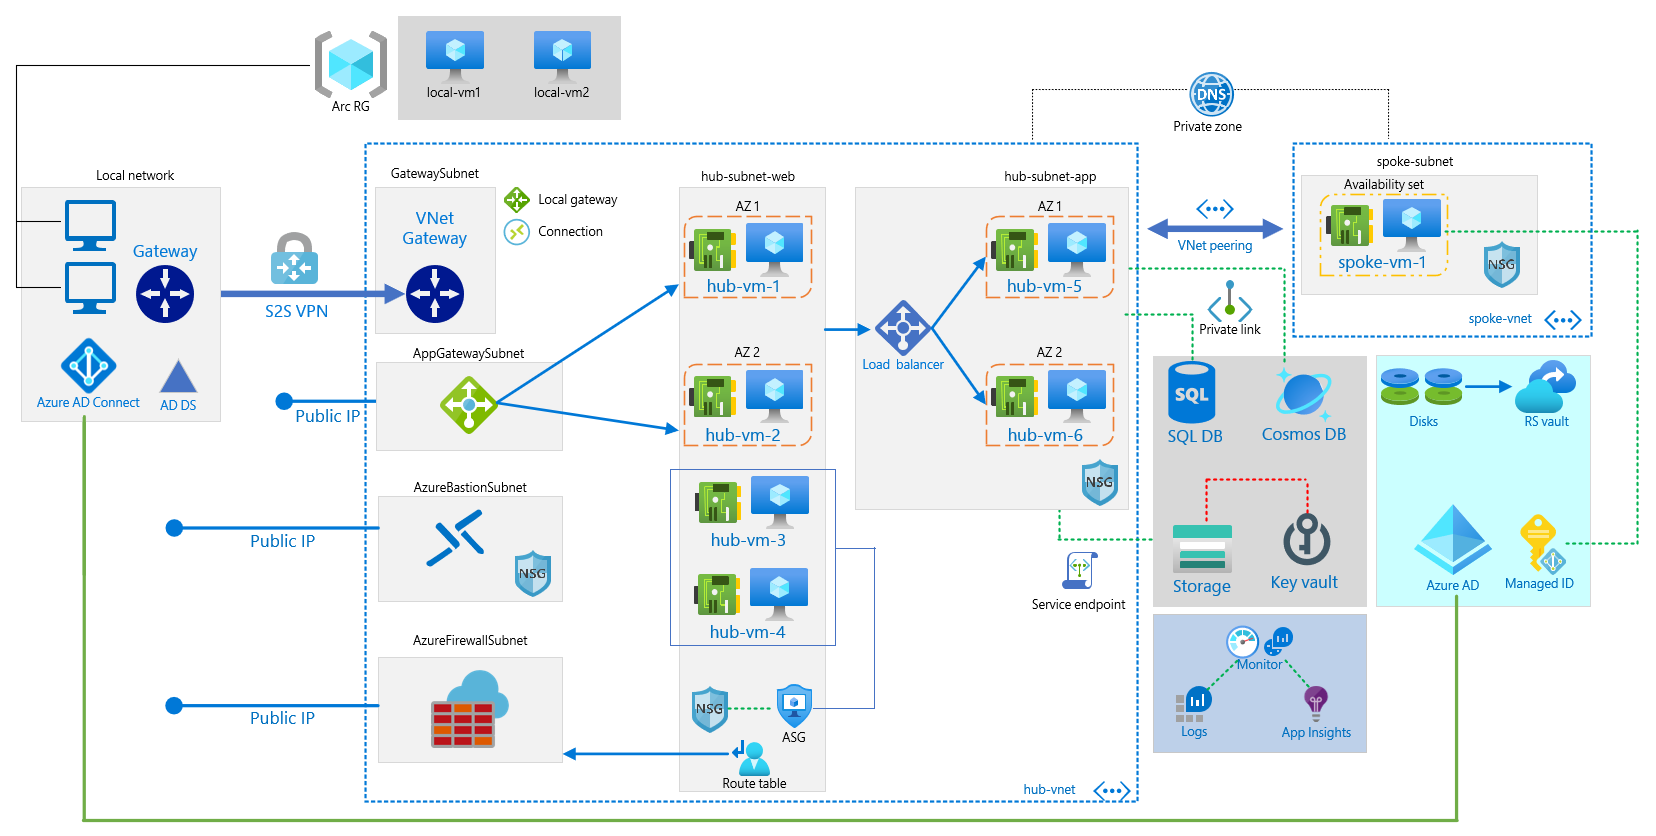 Arc RG
local-vm1
local-vm2
DNS
Private zone
Local network
Gateway
Azure AD Connect
AD DS
S2S VPN
GatewaySubnet
VNet
Gateway
Local gateway
Connection
AppGatewaySubnet
Public IP
AzureBastionSubnet
Public IP
NSG
AzureFirewallSubnet
Public IP
hub-subnet-web
AZ 1
hub-vm-1
AZ 2
hub-vm-2
hub-vm-3
hub-vm-4
NSG
ASG
Route table
hub-subnet-app
Load balancer
AZ 1
hub-vm-5
AZ 2
hub-vm-6
NSG
Service endpoint
hub-vnet
VNet peering
Private link
spoke-subnet
Availability set
spoke-vm-1
NSG
spoke-vnet
SQL
SQL DB
Cosmos DB
Storage
Key vault
Disks
RS vault
Azure AD
Managed ID
Monitor
Logs
App Insights